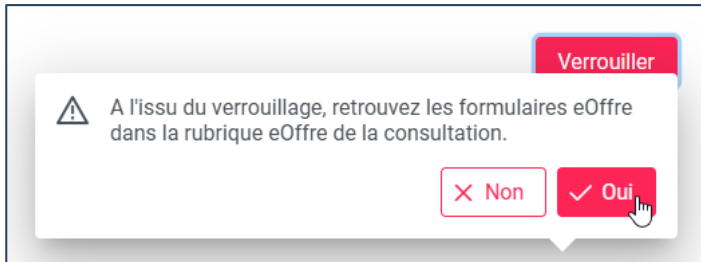 Verrouiller
A l'issu du verrouillage, retrouvez les formulaires eOffre
dans la rubrique eOffre de la consultation.
Non
Oui